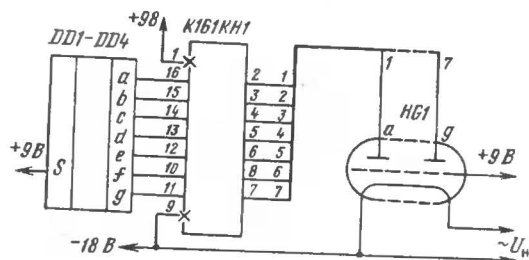 +9В К161КН1
DD1-DD4
1
a 16 2 1 1 7
b 15 3 2 HG1
c 14 4 3
d 13 5 4 a g
+9В e 12 6 5 +9В
S f 10 8 6
g 11 7 7
9
-18 В ~Uн